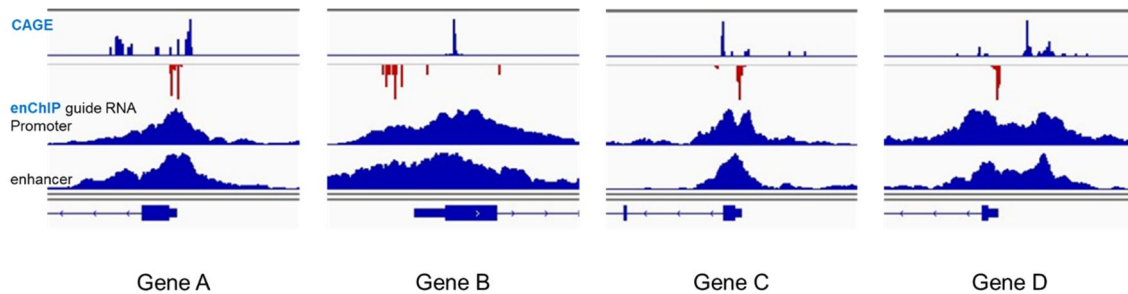 CAGE
enChIP guide RNA
Promoter
enhancer
Gene A
Gene B
Gene C
Gene D